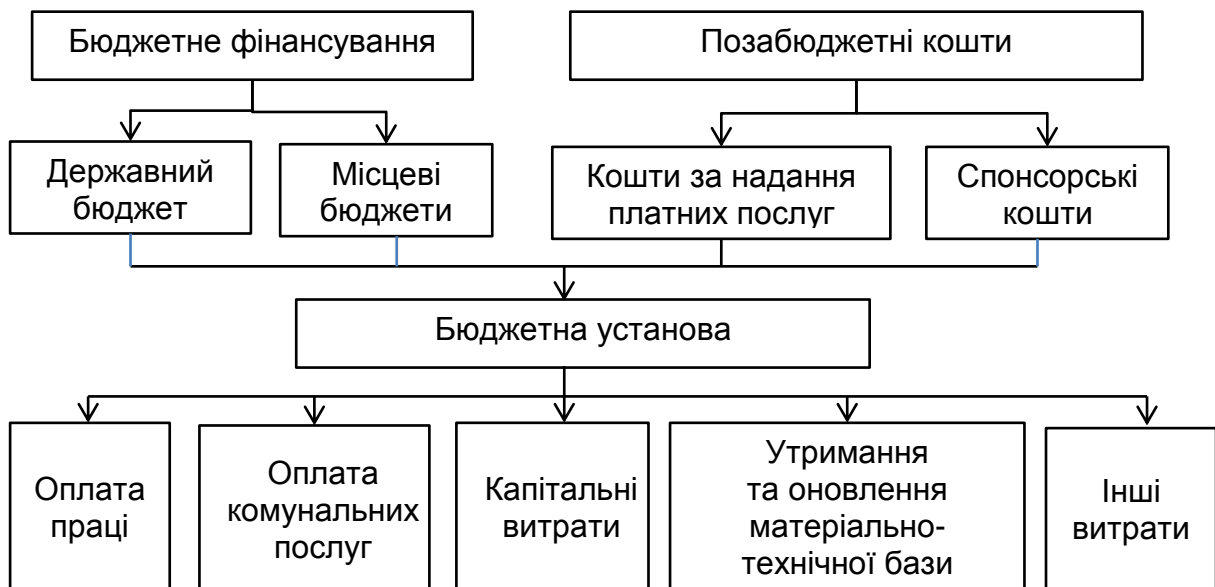 Бюджетне фінансування
Позабюджетні кошти
Державний
бюджет
Місцеві
бюджети
Кошти за надання
платних послуг
Спонсорські
кошти
Бюджетна установа
Оплата
праці
Оплата
комунальних
послуг
Капітальні
витрати
Утримання
та оновлення
матеріально-
технічної бази
Інші
витрати